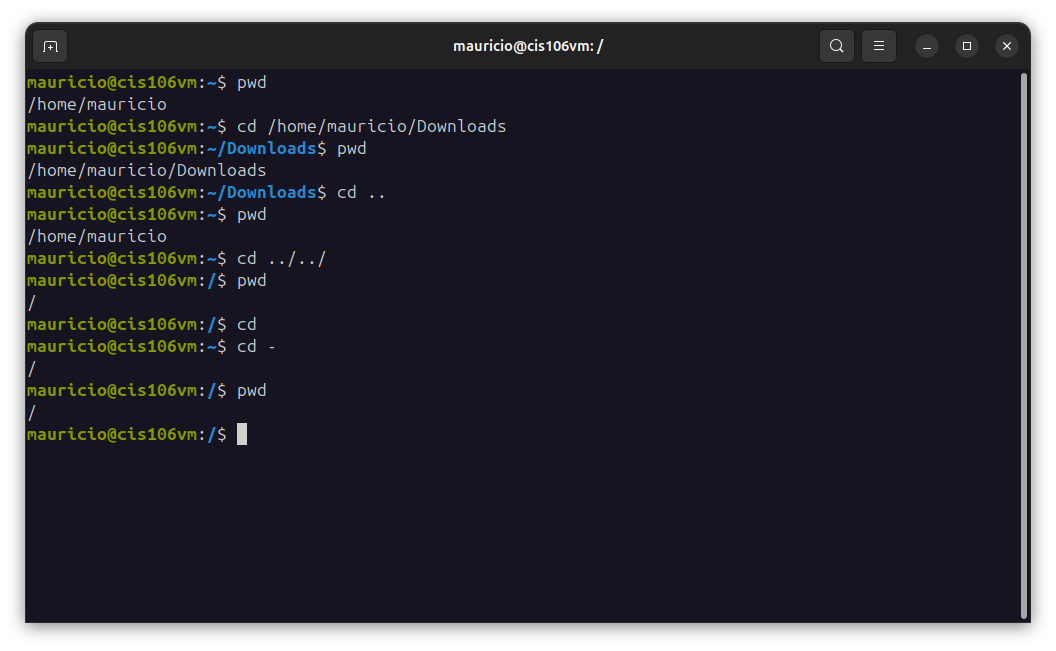 mauricio@cis106vm: /
mauricio@cis106vm:~$ pwd
/home/mauricio
mauricio@cis106vm:~$ cd /home/mauricio/Downloads
mauricio@cis106vm:~/Downloads$ pwd
/home/mauricio/Downloads
mauricio@cis106vm:~/Downloads$ cd ..
mauricio@cis106vm:~$ pwd
/home/mauricio
mauricio@cis106vm:~$ cd ../../
mauricio@cis106vm:/$ pwd
/
mauricio@cis106vm:/$ cd
mauricio@cis106vm:~$ cd -
/
mauricio@cis106vm:/$ pwd
/
mauricio@cis106vm:/$